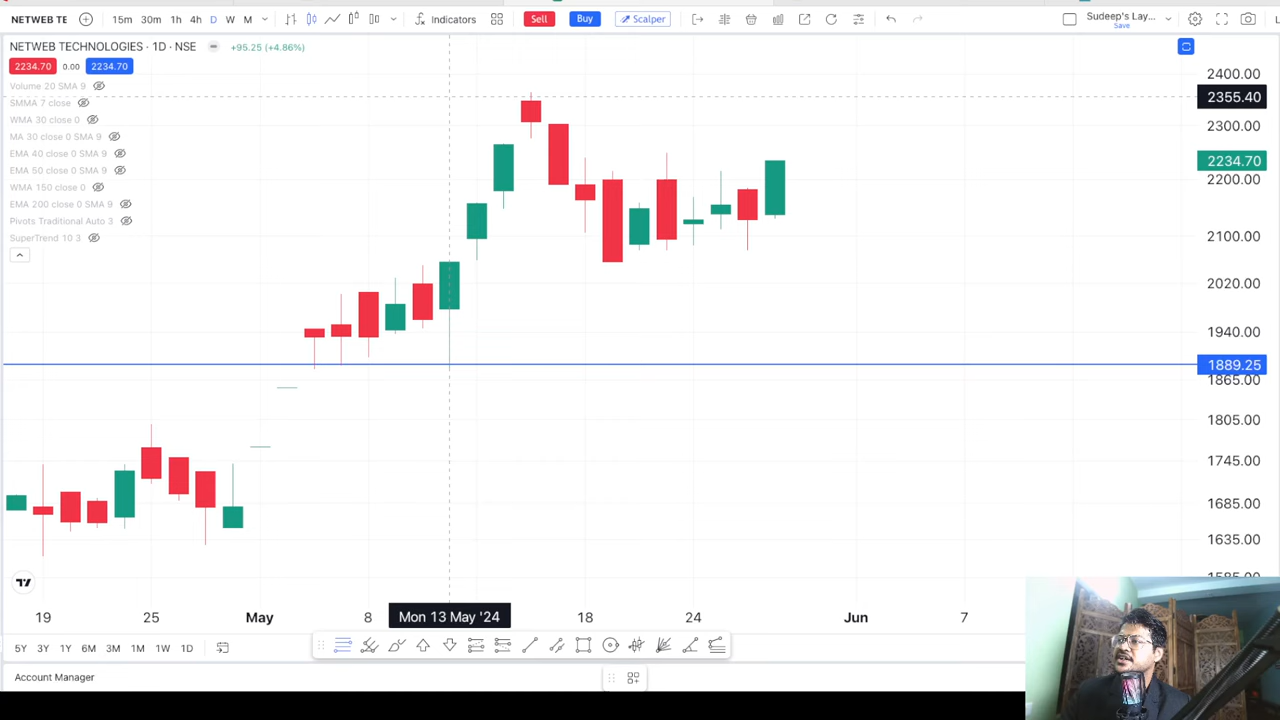 NETWEB TE 15m 30m 1h 4h D W M Indicators Sell Buy Scalper Sudeep's Lay...
Save
NETWEB TECHNOLOGIES · 1D · NSE +95.25 (+4.86%)
2234.70 0.00 2234.70
Volume 20 SMA 9
SMMA 7 close
WMA 30 close 0
MA 30 close 0 SMA 9
EMA 40 close 0 SMA 9
EMA 50 close 0 SMA 9
WMA 150 close 0
EMA 200 close 0 SMA 9
Pivots Traditional Auto 3
SuperTrend 10 3
2400.00
2355.40
2300.00
2234.70
2200.00
2100.00
2020.00
1940.00
1889.25
1865.00
1805.00
1745.00
1685.00
1635.00
1585.00
19 25 May 8 Mon 13 May '24 18 24 Jun 7
5Y 3Y 1Y 6M 3M 1M 1W 1D
Account Manager